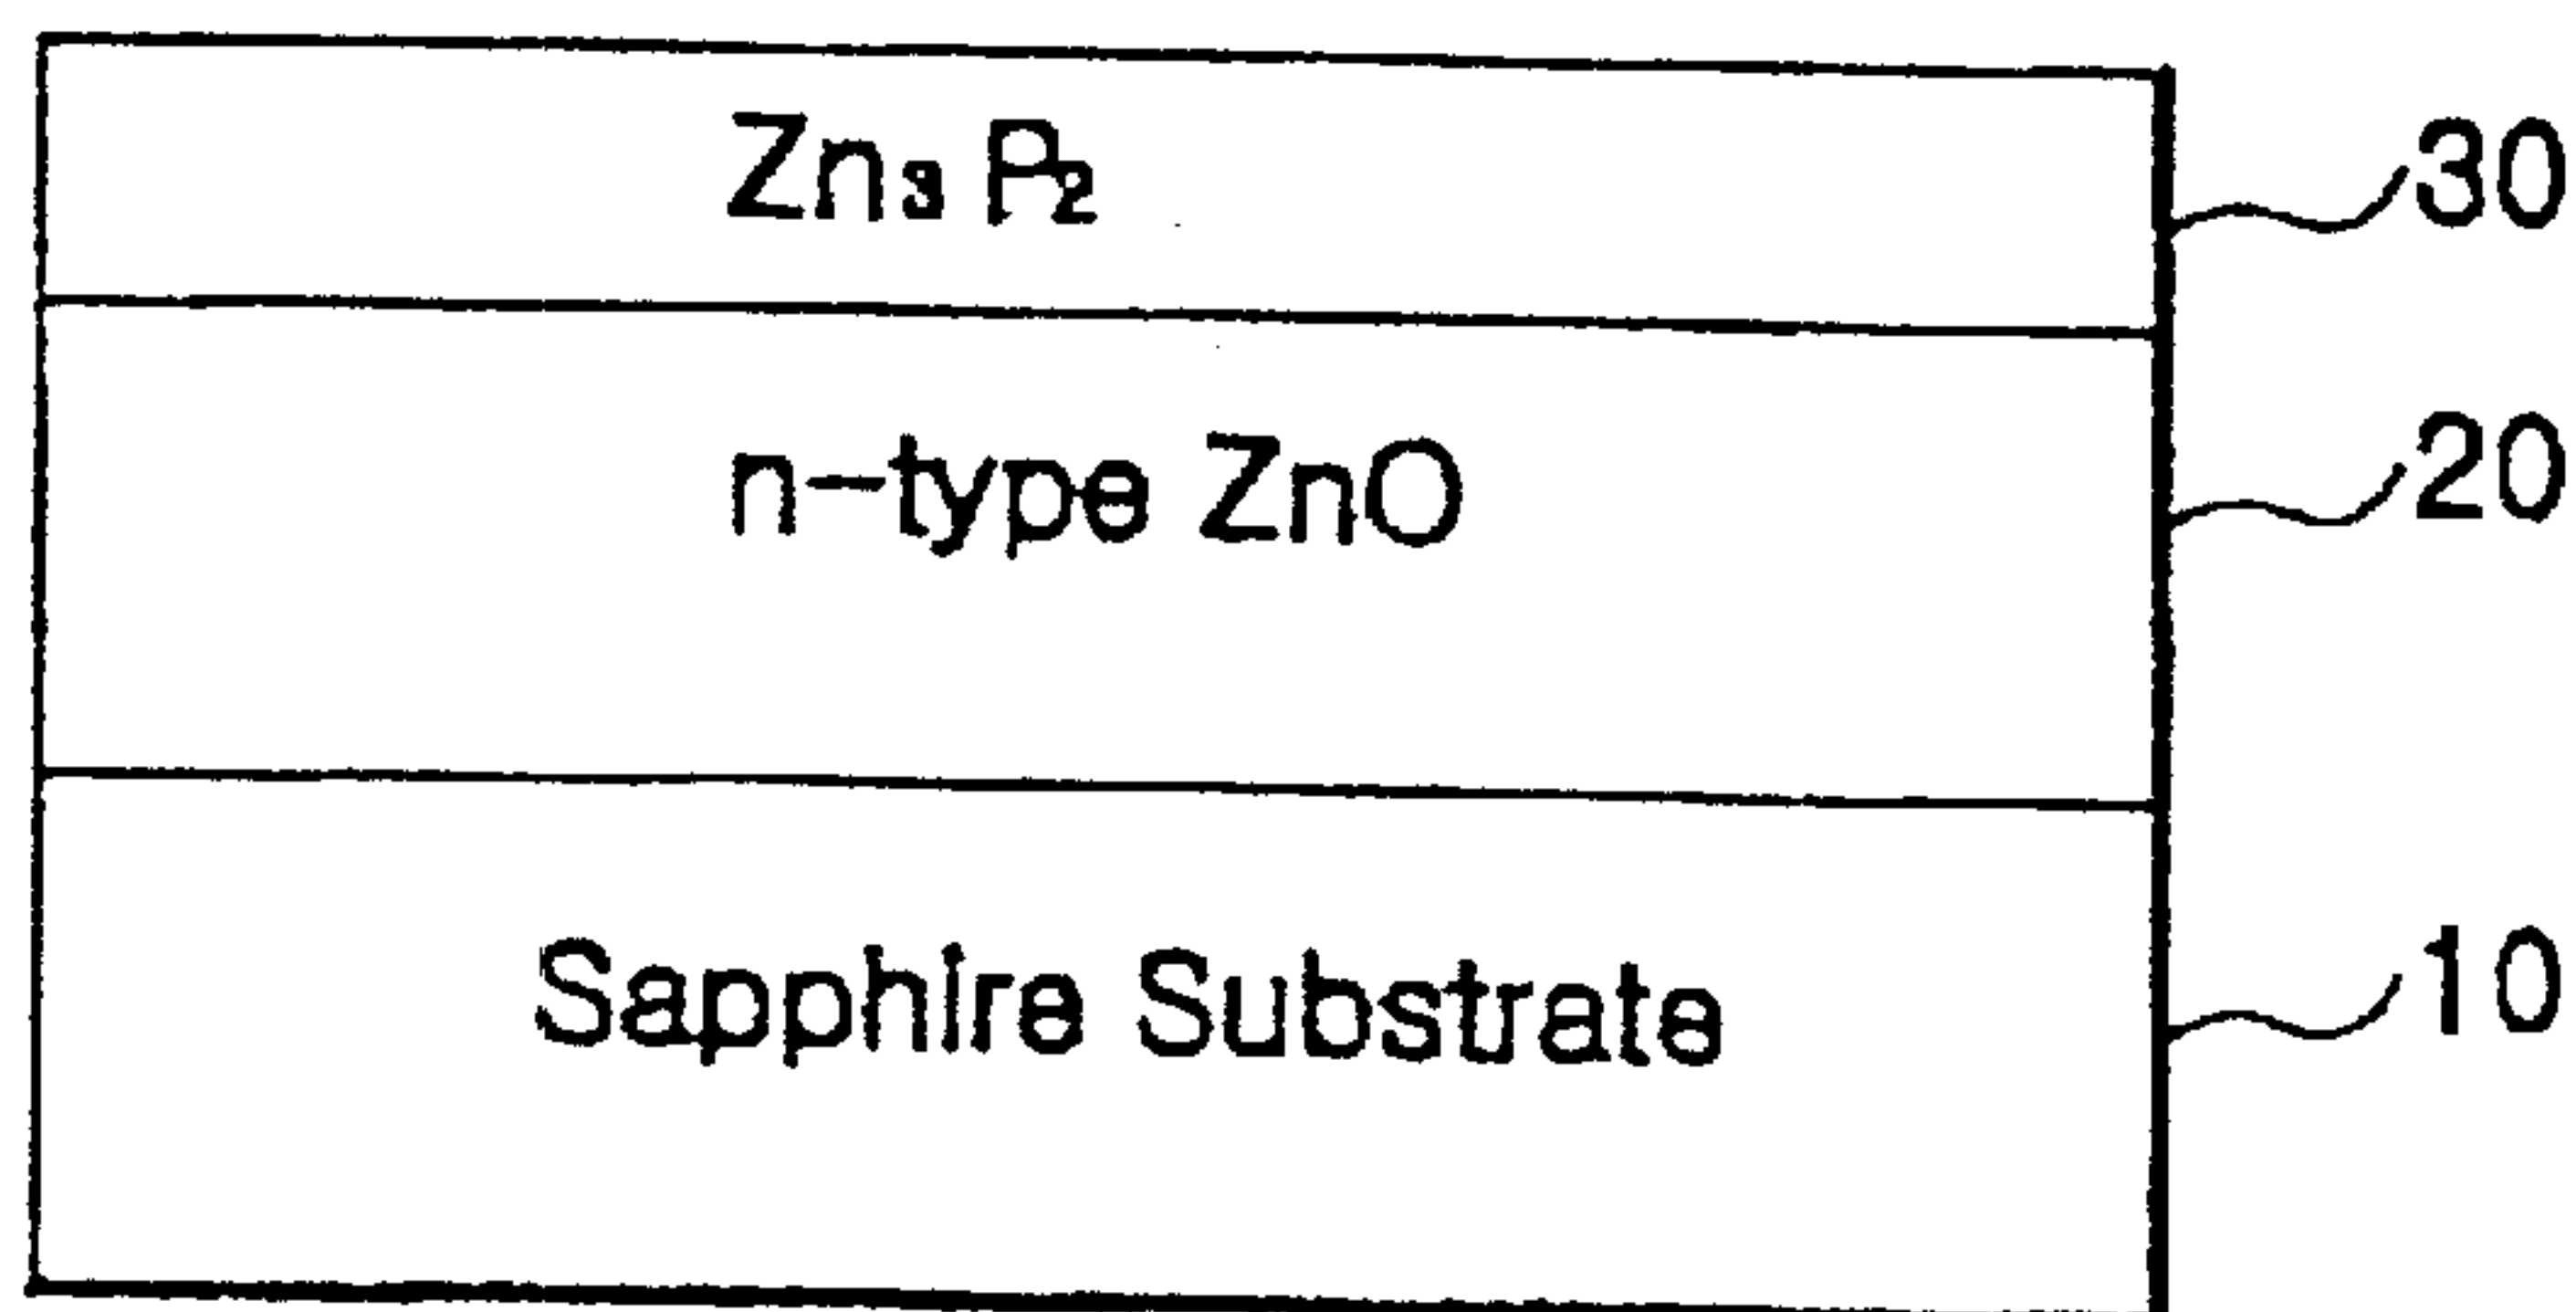 Zn₃ P₂ 30
n-type ZnO 20
Sapphire Substrate 10